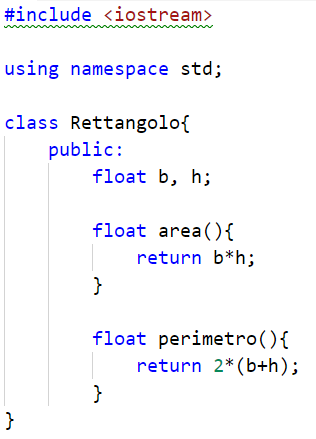 #include <iostream>
using namespace std;
class Rettangolo{
public:
float b, h;
float area(){
return b*h;
}
float perimetro(){
return 2*(b+h);
}
}